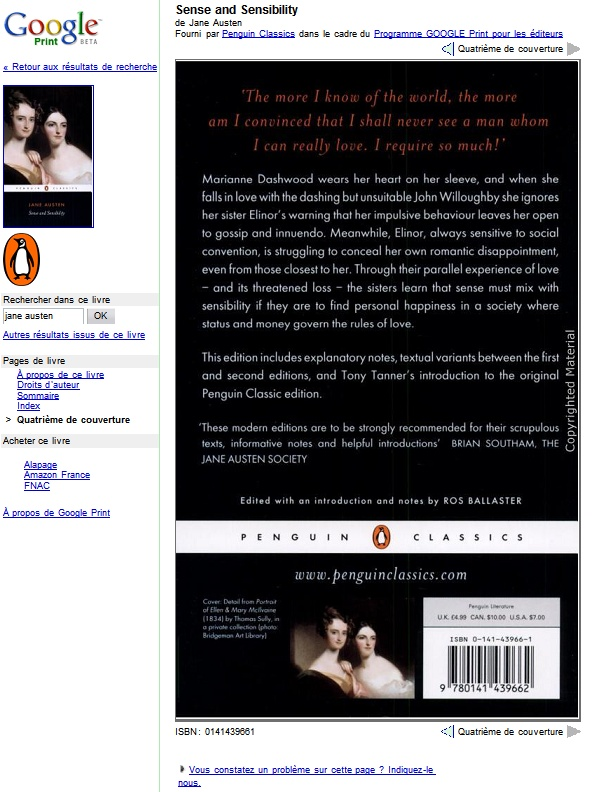 Google
Print BETA
« Retour aux résultats de recherche
PENGUIN CLASSICS
JANE AUSTEN
Sense and Sensibility
Rechercher dans ce livre
jane austen OK
Autres résultats issus de ce livre
Pages de livre
À propos de ce livre
Droits d'auteur
Sommaire
Index
> Quatrième de couverture
Acheter ce livre
Alapage
Amazon France
FNAC
À propos de Google Print
Sense and Sensibility
de Jane Austen
Fourni par Penguin Classics dans le cadre du Programme GOOGLE Print pour les éditeurs
Quatrième de couverture
'The more I know of the world, the more
am I convinced that I shall never see a man whom
I can really love. I require so much!'
Marianne Dashwood wears her heart on her sleeve, and when she
falls in love with the dashing but unsuitable John Willoughby she ignores
her sister Elinor's warning that her impulsive behaviour leaves her open
to gossip and innuendo. Meanwhile, Elinor, always sensitive to social
convention, is struggling to conceal her own romantic disappointment,
even from those closest to her. Through their parallel experience of love
– and its threatened loss – the sisters learn that sense must mix with
sensibility if they are to find personal happiness in a society where
status and money govern the rules of love.
This edition includes explanatory notes, textual variants between the first
and second editions, and Tony Tanner's introduction to the original
Penguin Classic edition.
'These modern editions are to be strongly recommended for their scrupulous
texts, informative notes and helpful introductions' BRIAN SOUTHAM, THE
JANE AUSTEN SOCIETY
Edited with an introduction and notes by ROS BALLASTER
PENGUIN CLASSICS
www.penguinclassics.com
Cover: Detail from Portrait
of Ellen & Mary McIlvaine
(1834) by Thomas Sully, in
a private collection (photo:
Bridgeman Art Library)
Penguin Literature
U.K. £4.99 CAN. $10.00 U.S.A. $7.00
ISBN 0-141-43966-1
9 780141 439662
Copyrighted Material
ISBN: 0141439661
Quatrième de couverture
Vous constatez un problème sur cette page ? Indiquez-le
nous.